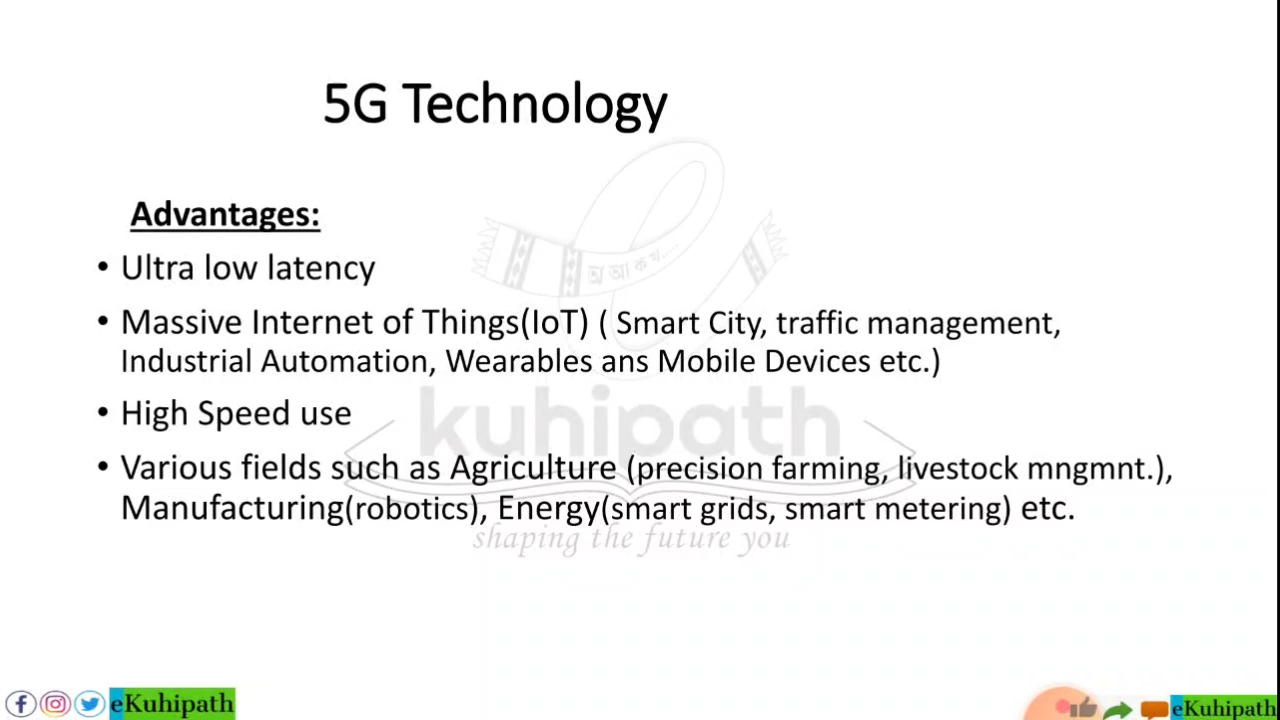 5G Technology
Advantages:
• Ultra low latency
• Massive Internet of Things(IoT) ( Smart City, traffic management,
Industrial Automation, Wearables ans Mobile Devices etc.)
• High Speed use
• Various fields such as Agriculture (precision farming, livestock mngmnt.),
Manufacturing(robotics), Energy(smart grids, smart metering) etc.
অ আ ক খ....
kuhipath
shaping the future you
eKuhipath
eKuhipath